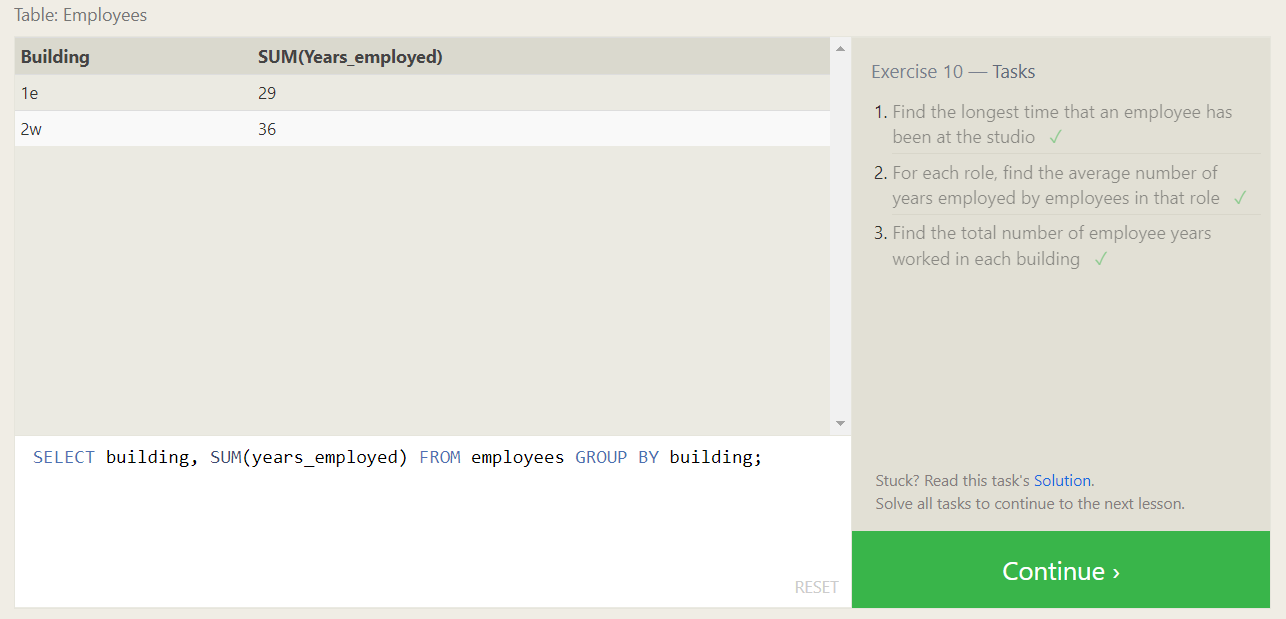 Table: Employees
Building SUM(Years_employed)
1e 29
2w 36
SELECT building, SUM(years_employed) FROM employees GROUP BY building;
RESET
Exercise 10 — Tasks
1. Find the longest time that an employee has
been at the studio ✓
2. For each role, find the average number of
years employed by employees in that role ✓
3. Find the total number of employee years
worked in each building ✓
Stuck? Read this task's Solution.
Solve all tasks to continue to the next lesson.
Continue ›